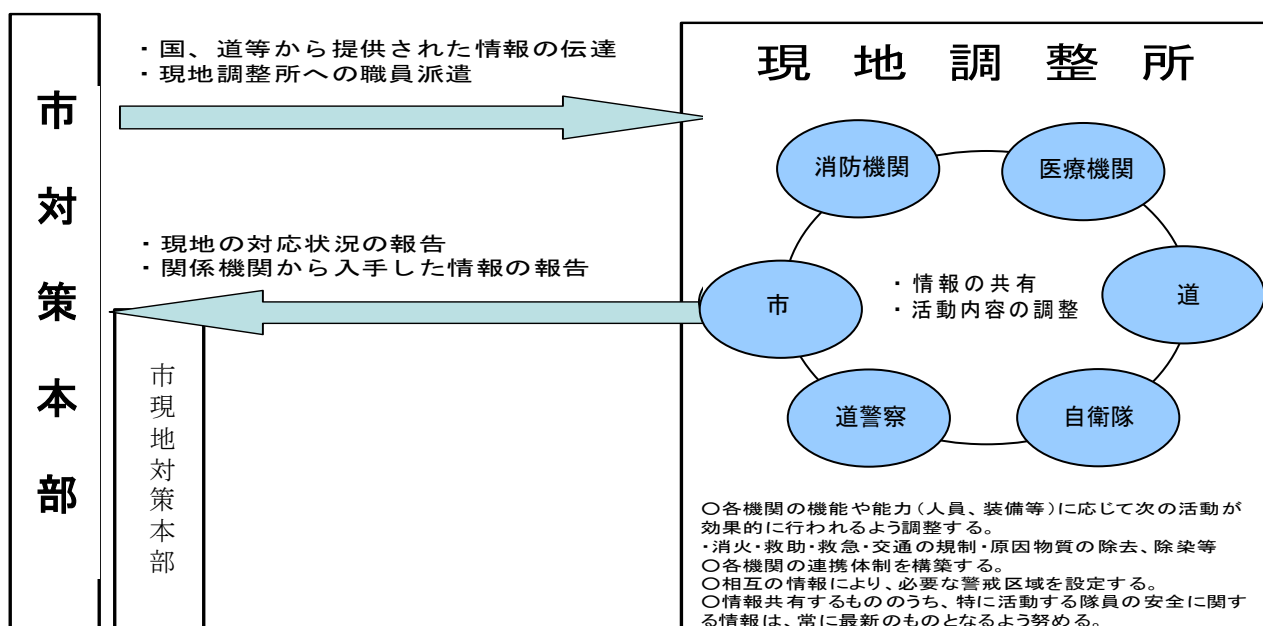 市対策本部
・国、道等から提供された情報の伝達
・現地調整所への職員派遣
・現地の対応状況の報告
・関係機関から入手した情報の報告
市現地対策本部
現地調整所
消防機関
医療機関
市
・情報の共有
・活動内容の調整
道
道警察
自衛隊
〇各機関の機能や能力（人員、装備等）に応じて次の活動が
効果的に行われるよう調整する。
・消火・救助・救急・交通の規制・原因物質の除去、除染等
〇各機関の連携体制を構築する。
〇相互の情報により、必要な警戒区域を設定する。
〇情報共有するもののうち、特に活動する隊員の安全に関す
る情報は、常に最新のものとなるよう努める。